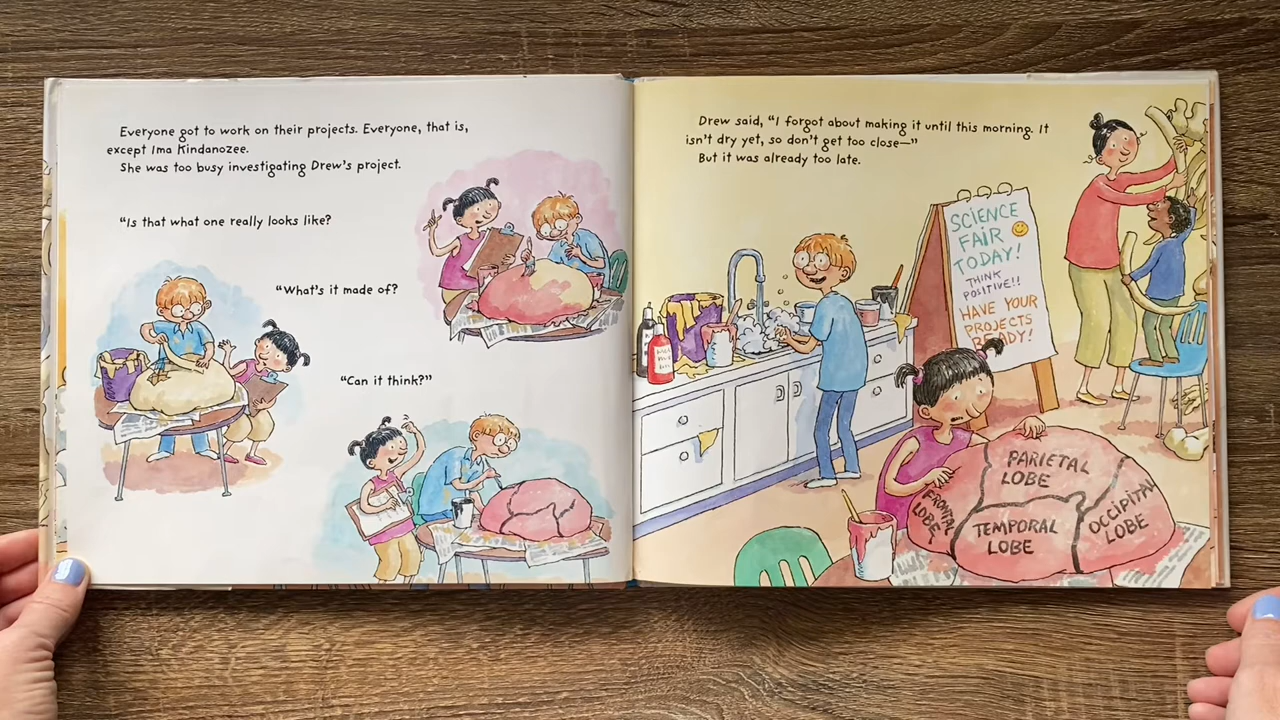 Everyone got to work on their projects. Everyone, that is,
except Ima Kindanozee.
She was too busy investigating Drew's project.
"Is that what one really looks like?
"What's it made of?
"Can it think?"
Drew said, "I forgot about making it until this morning. It
isn't dry yet, so don't get too close—"
But it was already too late.
SCIENCE
FAIR
TODAY!
THINK
POSITIVE!!
HAVE YOUR
PROJECTS
READY!
PARIETAL
LOBE
FRONTAL
LOBE
TEMPORAL
LOBE
OCCIPITAL
LOBE